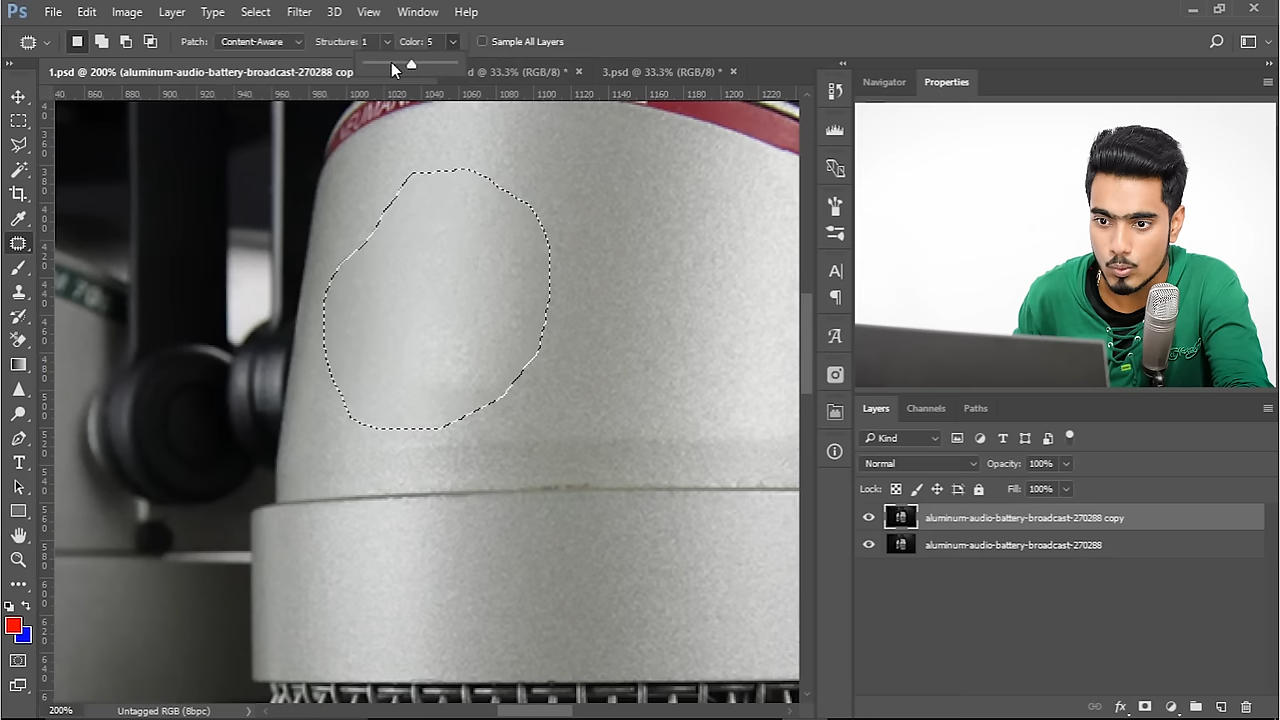 Ps File Edit Image Layer Type Select Filter 3D View Window Help
Patch: Content-Aware Structure: 1 Color: 5 Sample All Layers
1.psd @ 200% (aluminum-audio-battery-broadcast-270288 cop d @ 33.3% (RGB/8) * × 3.psd @ 33.3% (RGB/8) * ×
40 860 880 900 920 940 960 980 1000 1020 1040 1060 1080 1100 1120 1140 1160 1180 1200 1220
Navigator Properties
Layers Channels Paths
Kind
Normal Opacity: 100%
Lock: Fill: 100%
aluminum-audio-battery-broadcast-270288 copy
aluminum-audio-battery-broadcast-270288
200% Untagged RGB (8bpc)